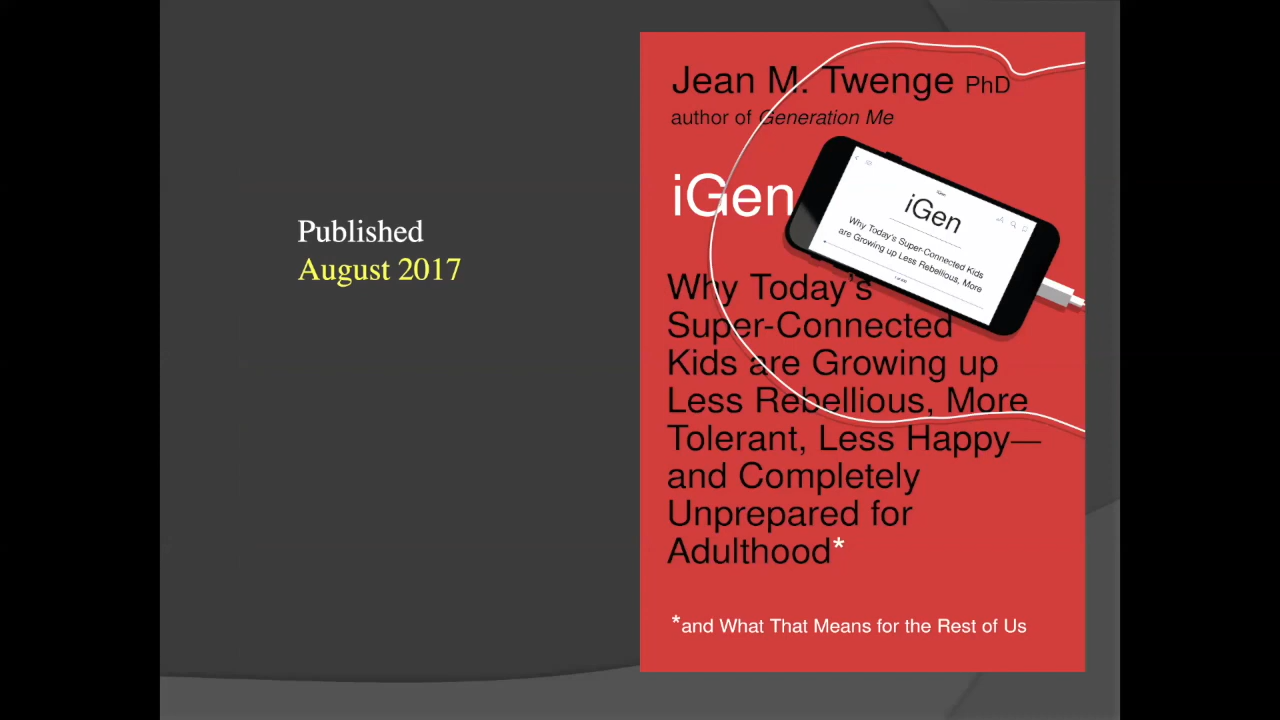 Published
August 2017
Jean M. Twenge PhD
author of Generation Me
iGen
iGen
iGen
Why Today's Super-Connected Kids
are Growing up Less Rebellious, More
Why Today's
Super-Connected
Kids are Growing up
Less Rebellious, More
Tolerant, Less Happy—
and Completely
Unprepared for
Adulthood*
*and What That Means for the Rest of Us